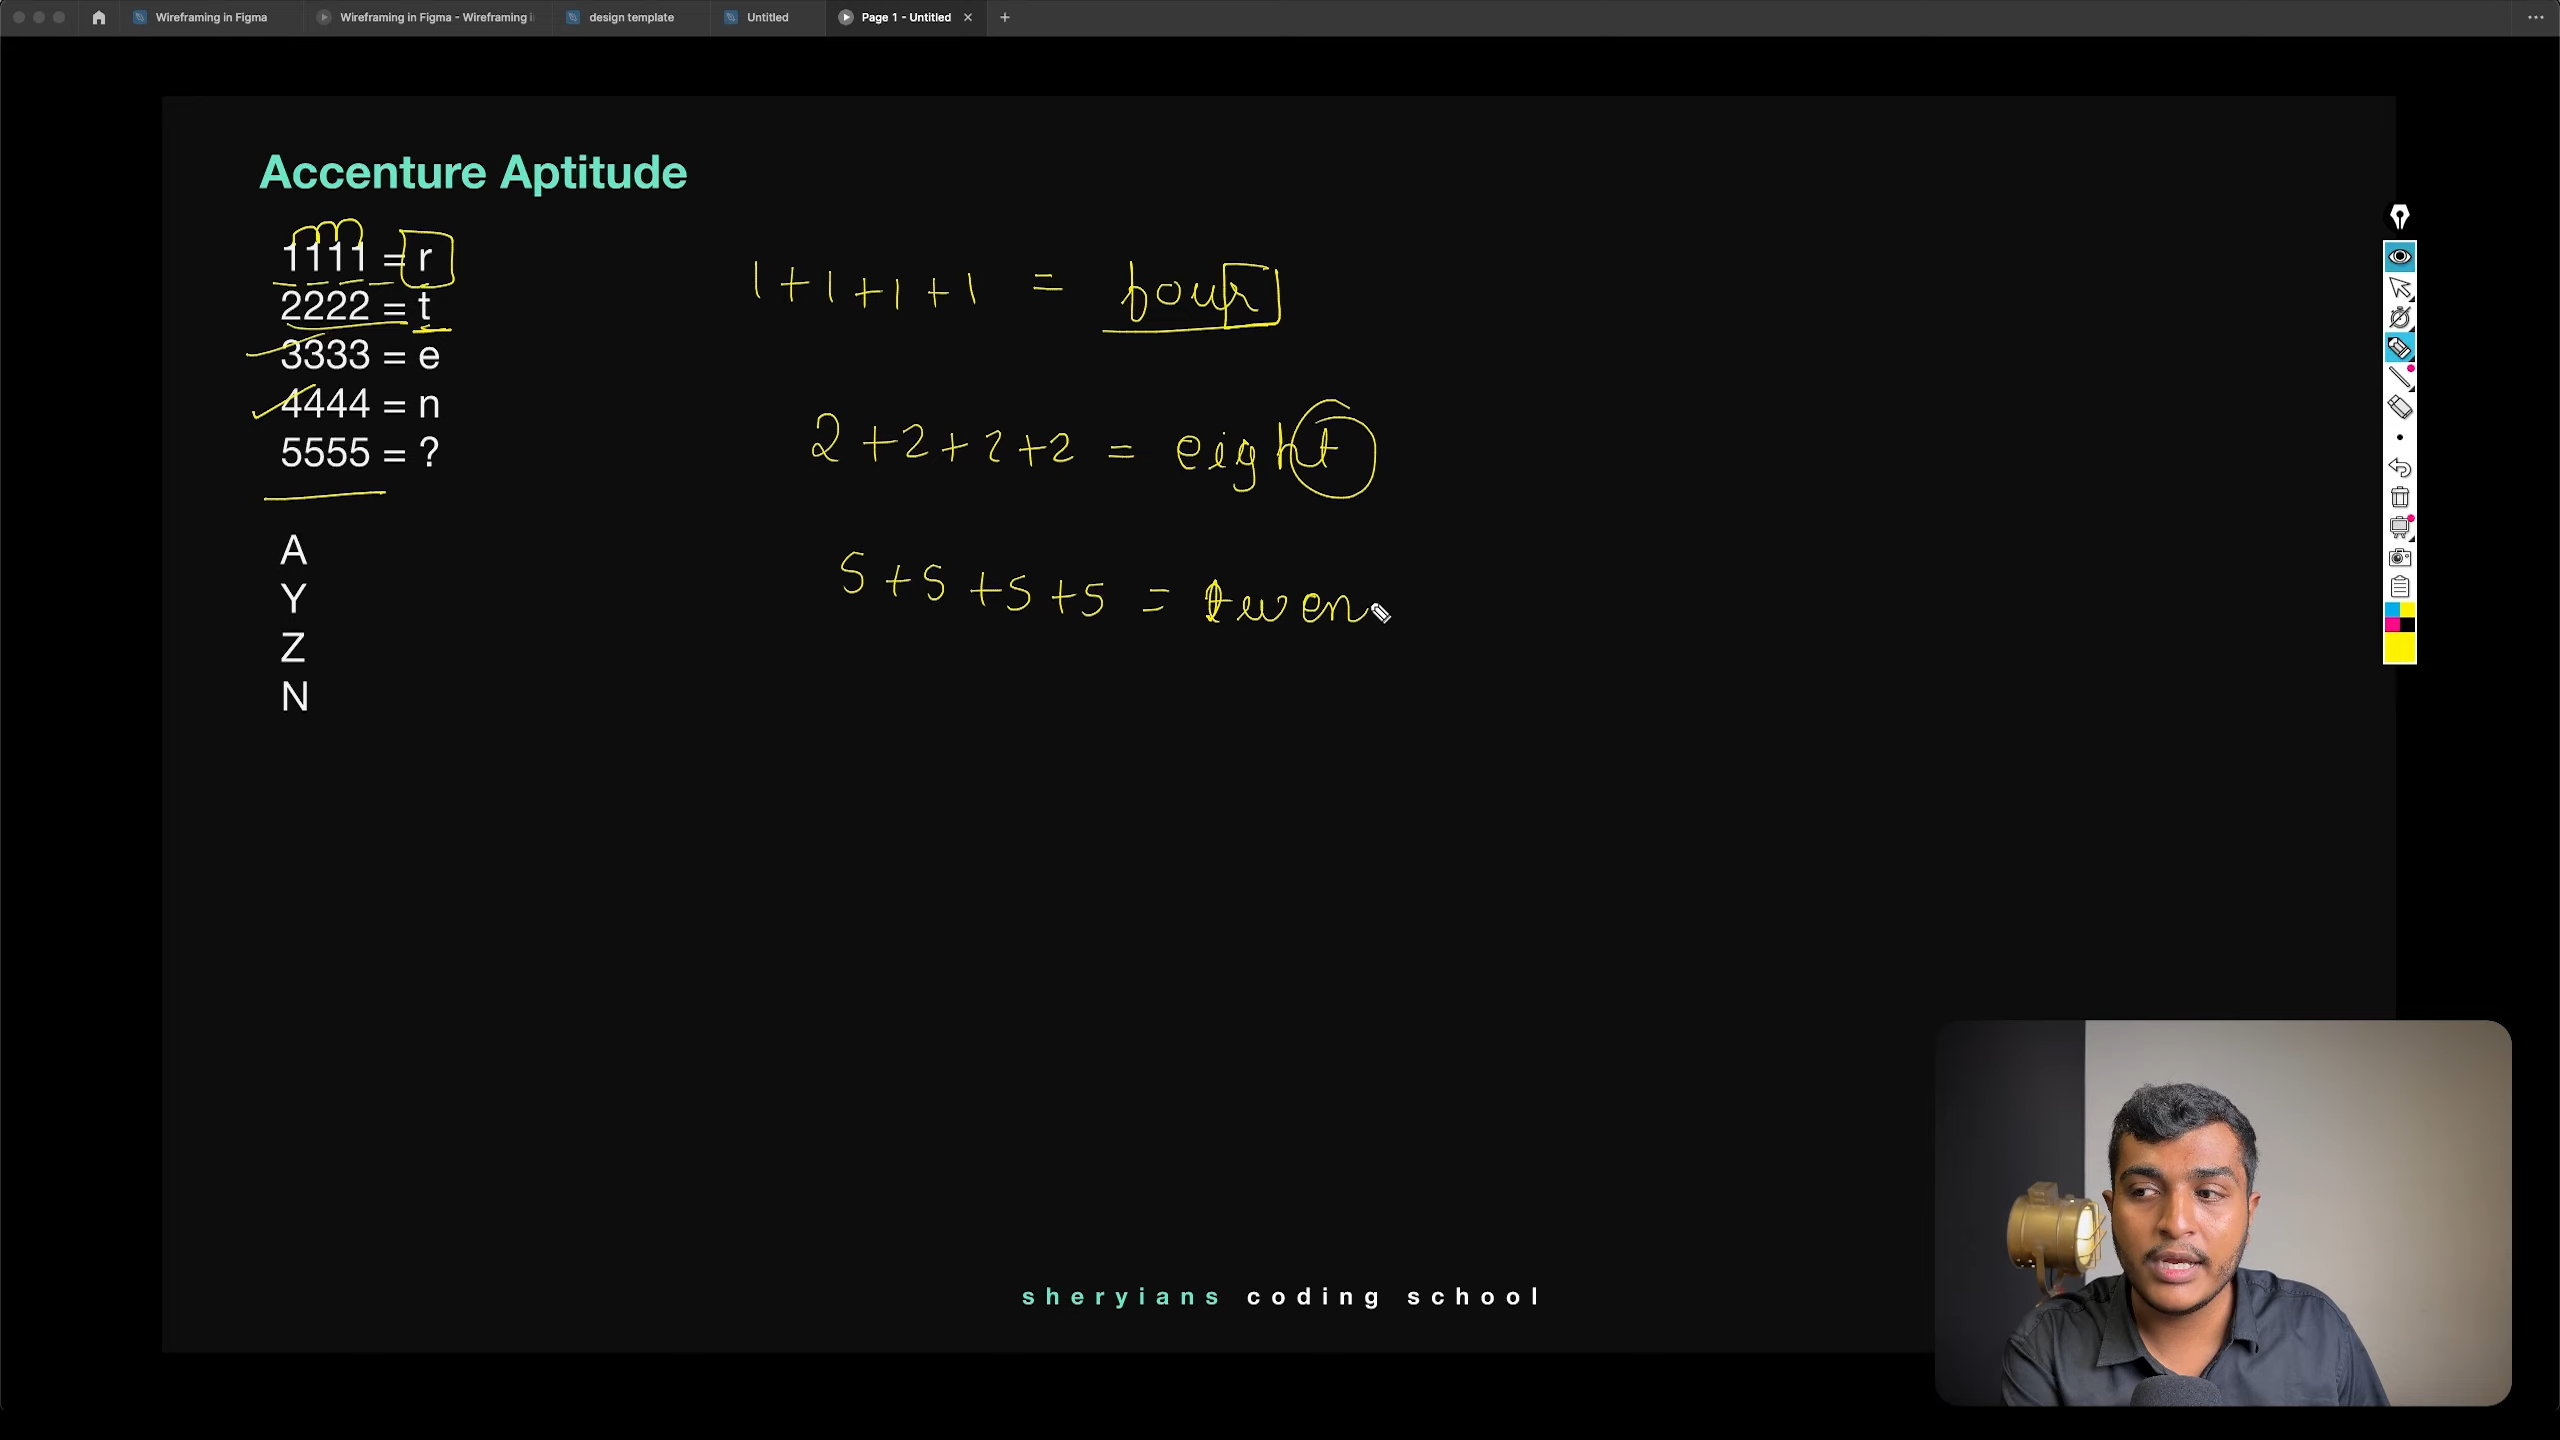 Wireframing in Figma
Wireframing in Figma - Wireframing i
design template
Untitled
Page 1 - Untitled
Accenture Aptitude
1111 = r
2222 = t
3333 = e
4444 = n
5555 = ?
A
Y
Z
N
1+1+1+1 = four
2+2+2+2 = eight
5+5+5+5 = twen
sheryians coding school